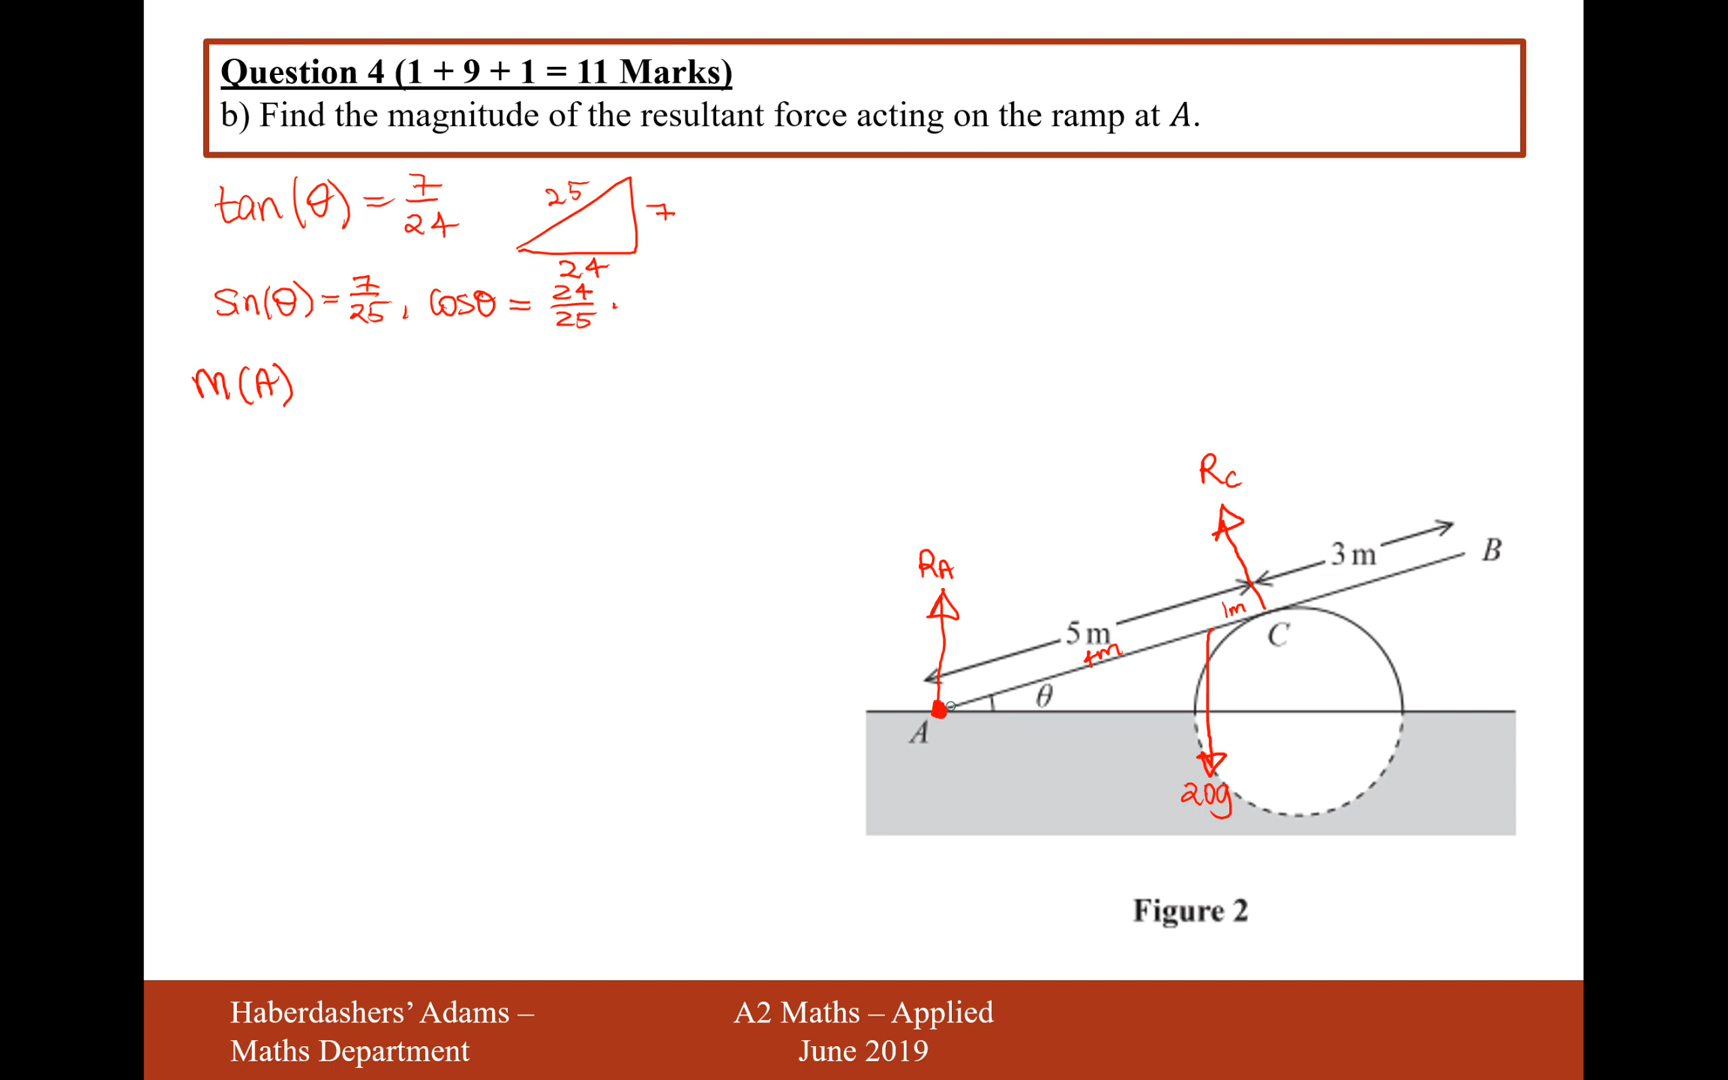 Question 4 (1 + 9 + 1 = 11 Marks)
b) Find the magnitude of the resultant force acting on the ramp at A.
tan(θ) = 7/24
25
7
24
sin(θ) = 7/25, cosθ = 24/25.
M(A)
RC
RA
3 m
B
1m
5 m
4m
C
θ
A
20g
Figure 2
Haberdashers’ Adams –
Maths Department
A2 Maths – Applied
June 2019